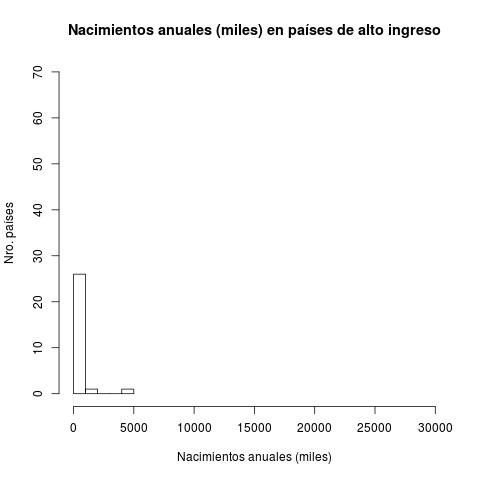 Nacimientos anuales (miles) en países de alto ingreso
70
60
50
40
30
20
10
0
Nro. países
0 5000 10000 15000 20000 25000 30000
Nacimientos anuales (miles)